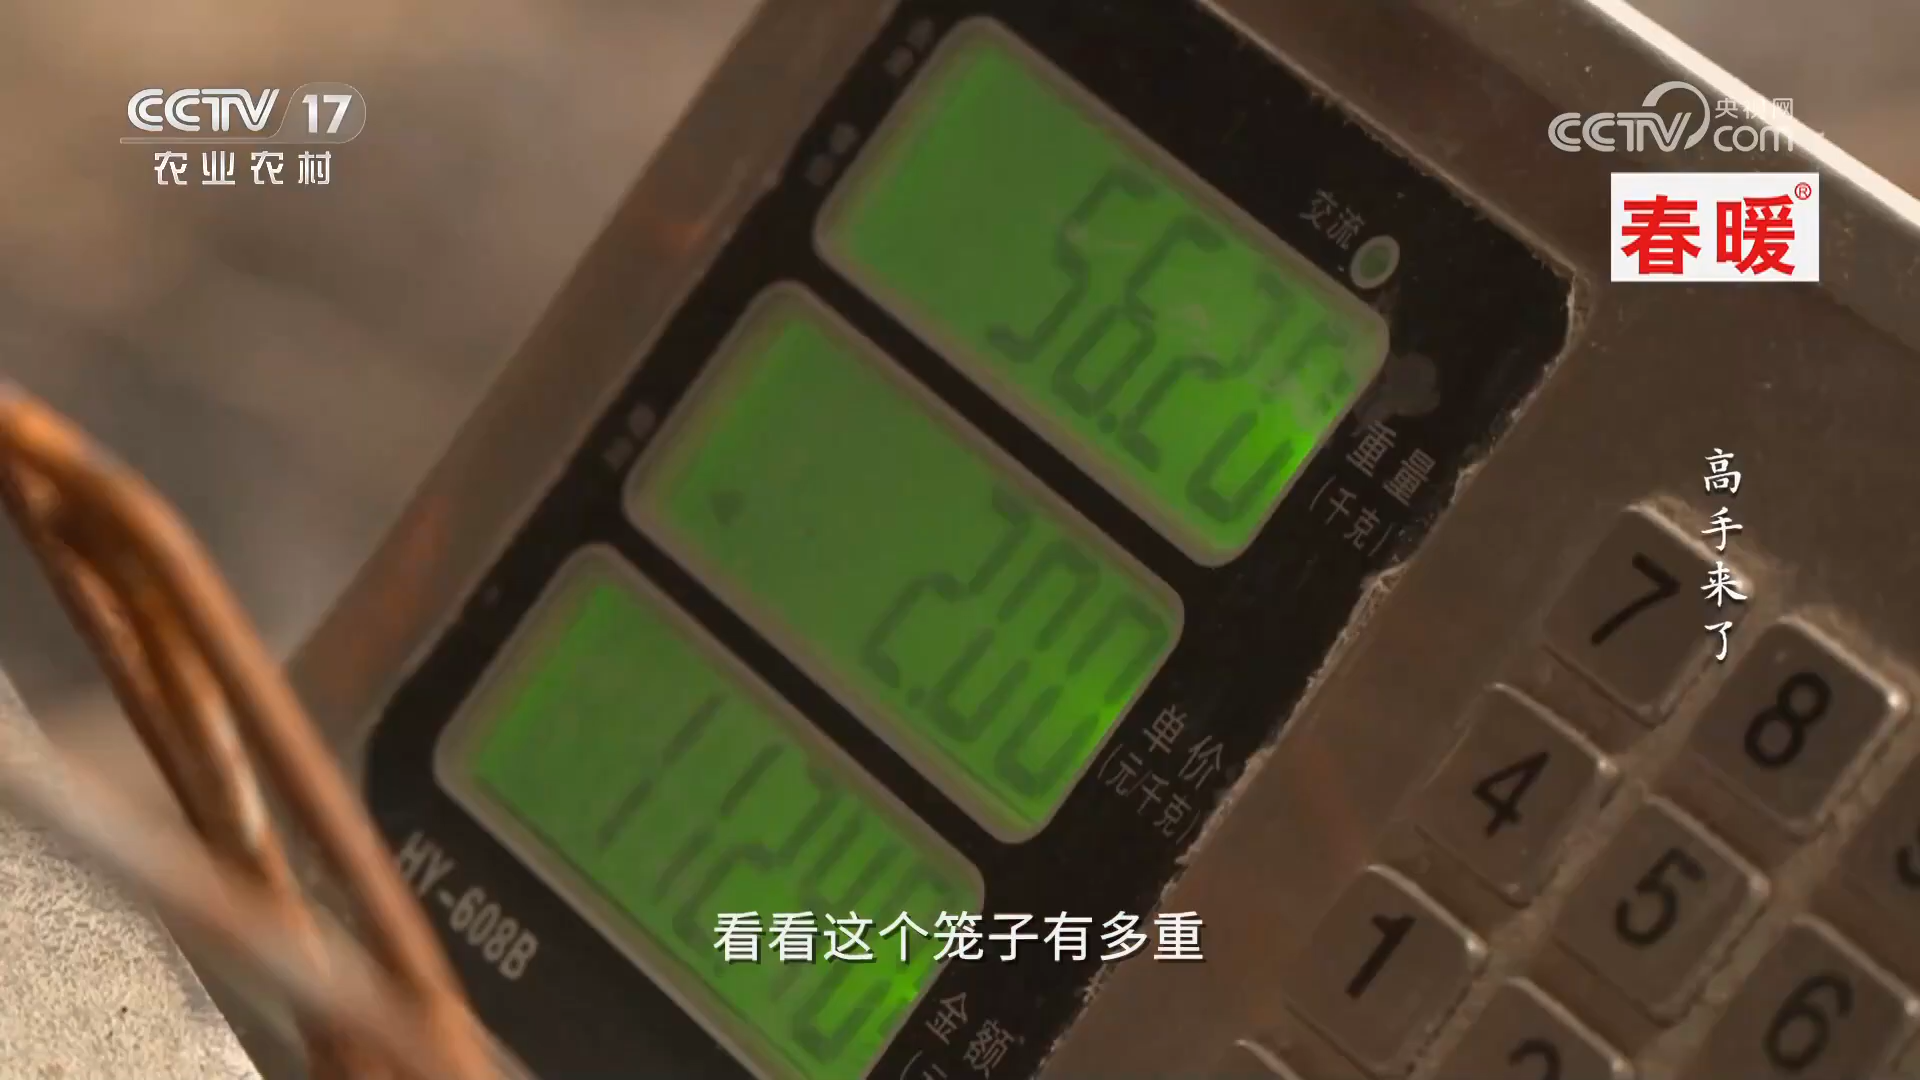 CCTV 17
农业农村
央视网
CCTV.com
春暖®
交流
56.20
重量
(千克)
2.00
单价
(元/千克)
112.40
金额
HY-608B
高手来了
7
8
4
5
1
6
2
看看这个笼子有多重